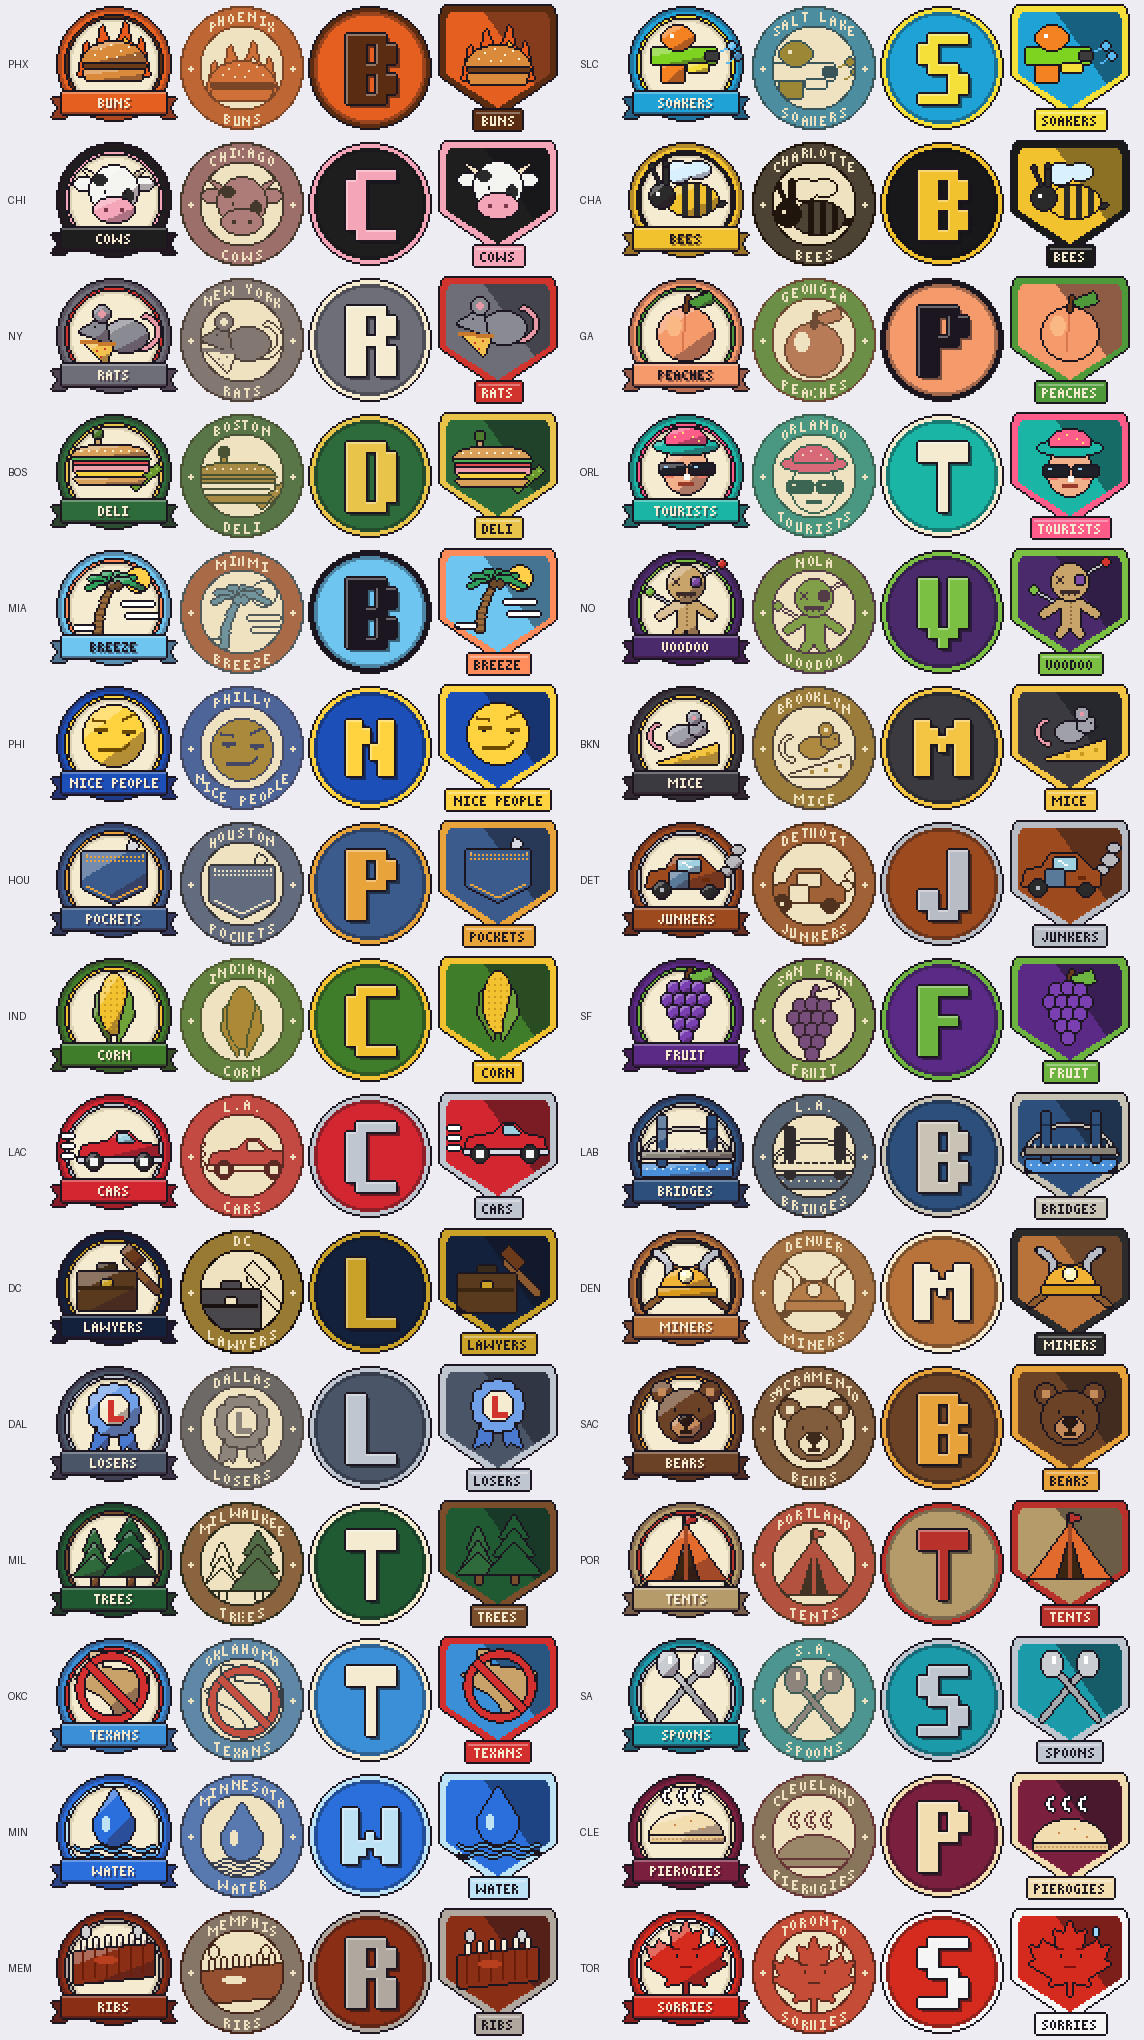 PHX
BUNS
PHOENIX
BUNS
B
BUNS
SLC
SOAKERS
SALT LAKE
SOAKERS
S
SOAKERS
CHI
COWS
CHICAGO
COWS
C
COWS
CHA
BEES
CHARLOTTE
BEES
B
BEES
NY
RATS
NEW YORK
RATS
R
RATS
GA
PEACHES
GEORGIA
PEACHES
P
PEACHES
BOS
DELI
BOSTON
DELI
D
DELI
ORL
TOURISTS
ORLANDO
TOURISTS
T
TOURISTS
MIA
BREEZE
MIAMI
BREEZE
B
BREEZE
NO
VOODOO
NOLA
VOODOO
V
VOODOO
PHI
NICE PEOPLE
PHILLY
NICE PEOPLE
N
NICE PEOPLE
BKN
MICE
BROOKLYN
MICE
M
MICE
HOU
POCKETS
HOUSTON
POCKETS
P
POCKETS
DET
JUNKERS
DETROIT
JUNKERS
J
JUNKERS
IND
CORN
INDIANA
CORN
C
CORN
SF
FRUIT
SAN FRAN
FRUIT
F
FRUIT
LAC
CARS
L.A.
CARS
C
CARS
LAB
BRIDGES
L.A.
BRIDGES
B
BRIDGES
DC
LAWYERS
DC
LAWYERS
L
LAWYERS
DEN
MINERS
DENVER
MINERS
M
MINERS
DAL
L
LOSERS
DALLAS
L
LOSERS
L
L
LOSERS
SAC
BEARS
SACRAMENTO
BEARS
B
BEARS
MIL
TREES
MILWAUKEE
TREES
T
TREES
POR
TENTS
PORTLAND
TENTS
T
TENTS
OKC
TEXANS
OKLAHOMA
TEXANS
T
TEXANS
SA
SPOONS
S.A.
SPOONS
S
SPOONS
MIN
WATER
MINNESOTA
WATER
W
WATER
CLE
PIEROGIES
CLEVELAND
PIEROGIES
P
PIEROGIES
MEM
RIBS
MEMPHIS
RIBS
R
RIBS
TOR
SORRIES
TORONTO
SORRIES
S
SORRIES